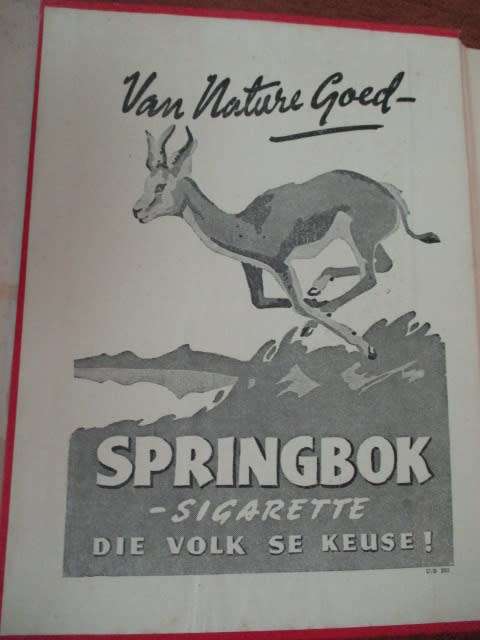 Van Nature Goed-
SPRINGBOK
-SIGARETTE
DIE VOLK SE KEUSE!